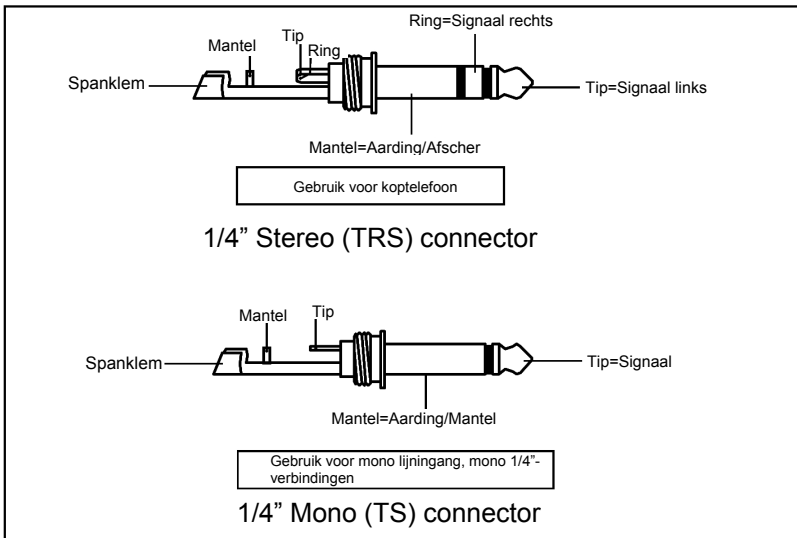 Ring=Signaal rechts
Tip
Mantel
Ring
Spanklem
Tip=Signaal links
Mantel=Aarding/Afscher
Gebruik voor koptelefoon
1/4” Stereo (TRS) connector
Mantel
Tip
Spanklem
Tip=Signaal
Mantel=Aarding/Mantel
Gebruik voor mono lijningang, mono 1/4”-
verbindingen
1/4” Mono (TS) connector